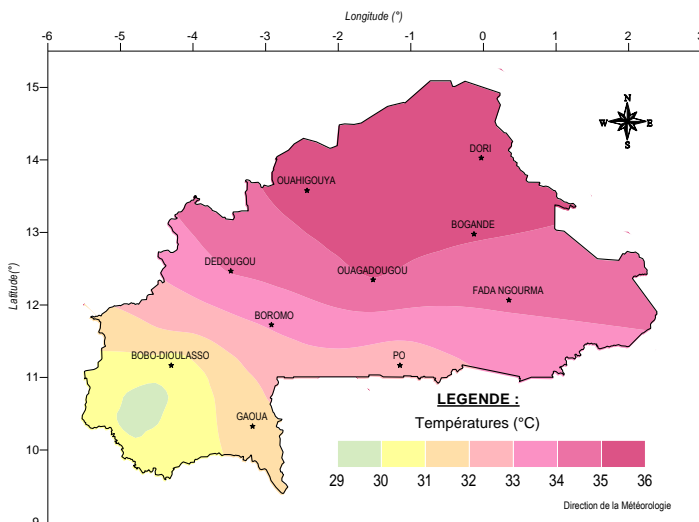 Longitude (°)
-6 -5 -4 -3 -2 -1 0 1 2 3
Latitude(°)
15
14
13
12
11
10
9
N
W E
S
DORI
OUAHIGOUYA
BOGANDE
DEDOUGOU
OUAGADOUGOU
FADA NGOURMA
BOROMO
BOBO-DIOULASSO
PO
GAOUA
LEGENDE :
Températures (°C)
29 30 31 32 33 34 35 36
Direction de la Météorologie